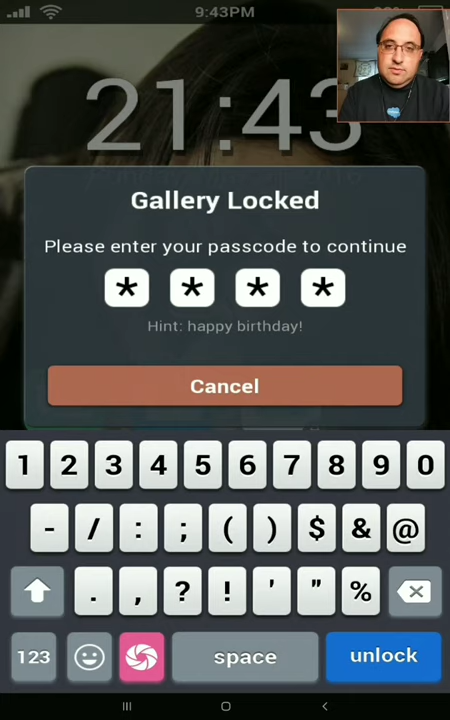 9:43PM
21:43
Gallery Locked
Please enter your passcode to continue
* * * *
Hint: happy birthday!
Cancel
1 2 3 4 5 6 7 8 9 0
- / : ; ( ) $ & @
. , ? ! ' " %
123 space unlock